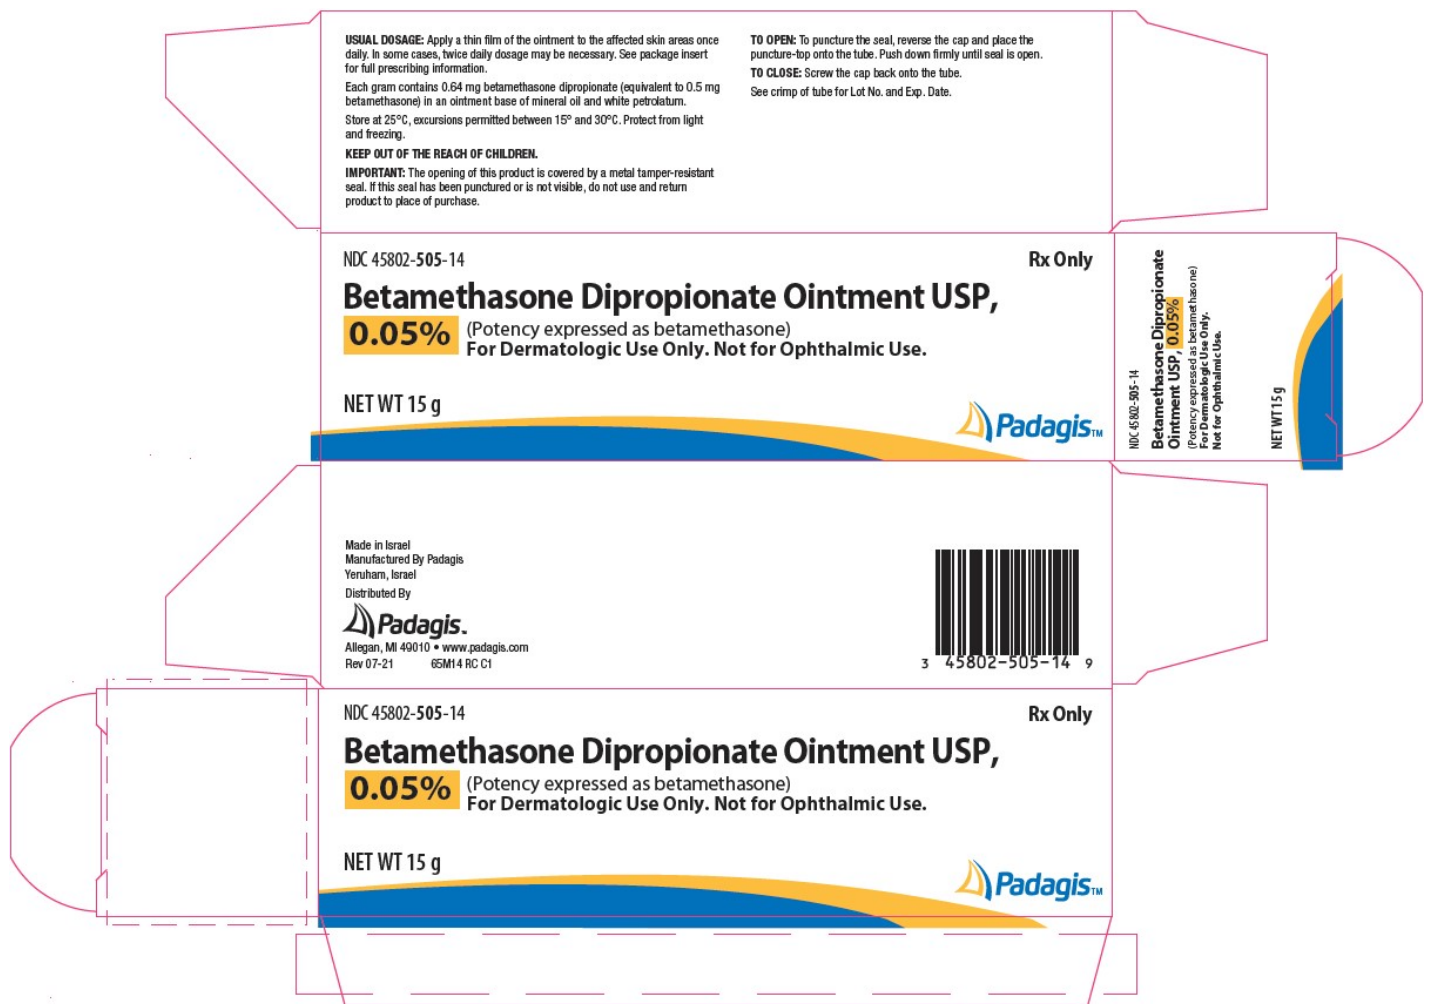 USUAL DOSAGE: Apply a thin film of the ointment to the affected skin areas once
daily. In some cases, twice daily dosage may be necessary. See package insert
for full prescribing information.
Each gram contains 0.64 mg betamethasone dipropionate (equivalent to 0.5 mg
betamethasone) in an ointment base of mineral oil and white petrolatum.
Store at 25°C, excursions permitted between 15° and 30°C. Protect from light
and freezing.
KEEP OUT OF THE REACH OF CHILDREN.
IMPORTANT: The opening of this product is covered by a metal tamper-resistant
seal. If this seal has been punctured or is not visible, do not use and return
product to place of purchase.
TO OPEN: To puncture the seal, reverse the cap and place the
puncture-top onto the tube. Push down firmly until seal is open.
TO CLOSE: Screw the cap back onto the tube.
See crimp of tube for Lot No. and Exp. Date.
NDC 45802-505-14
Rx Only
Betamethasone Dipropionate Ointment USP,
0.05%
(Potency expressed as betamethasone)
For Dermatologic Use Only. Not for Ophthalmic Use.
NET WT 15 g
Padagis™
NDC 45802-505-14
Betamethasone Dipropionate
Ointment USP, 0.05%
(Potency expressed as betamethasone)
For Dermatologic Use Only.
Not for Ophthalmic Use.
NET WT 15 g
Made in Israel
Manufactured By Padagis
Yeruham, Israel
Distributed By
Padagis™
Allegan, MI 49010 • www.padagis.com
Rev 07-21 65M14 RC C1
3 45802-505-14 9
NDC 45802-505-14
Rx Only
Betamethasone Dipropionate Ointment USP,
0.05%
(Potency expressed as betamethasone)
For Dermatologic Use Only. Not for Ophthalmic Use.
NET WT 15 g
Padagis™